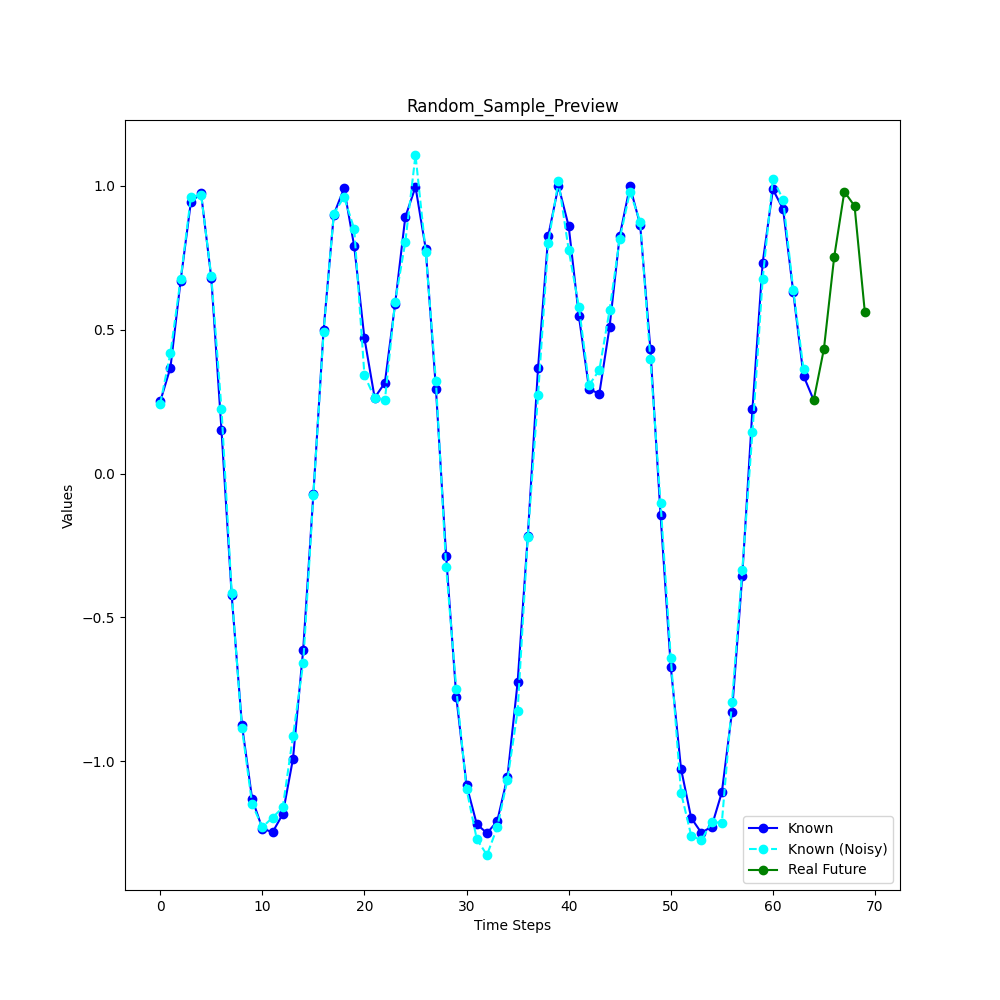 Random_Sample_Preview
1.0
0.5
0.0
−0.5
−1.0
Values
0 10 20 30 40 50 60 70
Time Steps
Known
Known (Noisy)
Real Future